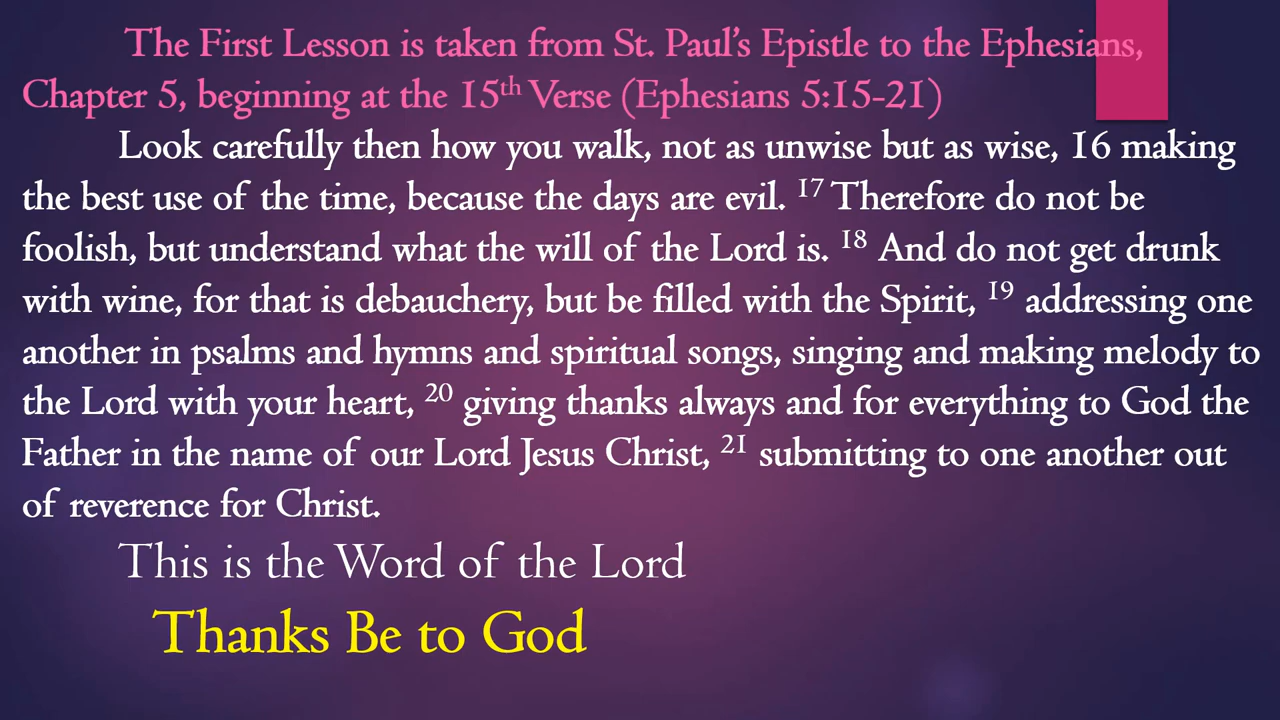 The First Lesson is taken from St. Paul's Epistle to the Ephesians,
Chapter 5, beginning at the 15th Verse (Ephesians 5:15-21)
Look carefully then how you walk, not as unwise but as wise, 16 making
the best use of the time, because the days are evil. 17 Therefore do not be
foolish, but understand what the will of the Lord is. 18 And do not get drunk
with wine, for that is debauchery, but be filled with the Spirit, 19 addressing one
another in psalms and hymns and spiritual songs, singing and making melody to
the Lord with your heart, 20 giving thanks always and for everything to God the
Father in the name of our Lord Jesus Christ, 21 submitting to one another out
of reverence for Christ.
This is the Word of the Lord
Thanks Be to God